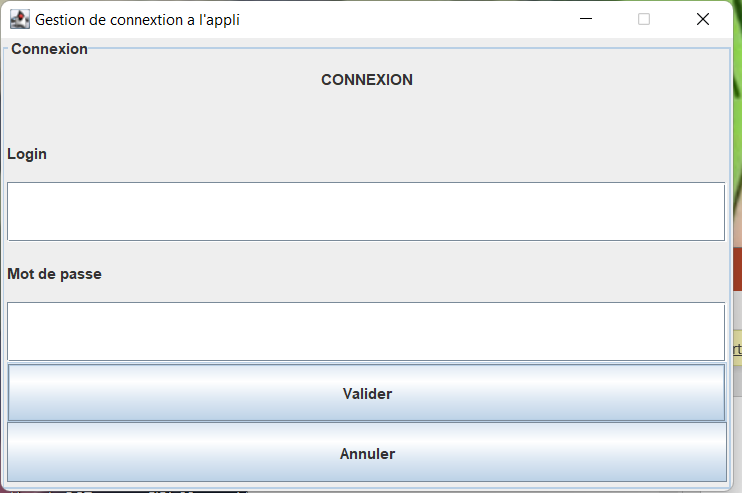 Gestion de connextion a l'appli
Connexion
CONNEXION
Login
Mot de passe
Valider
Annuler